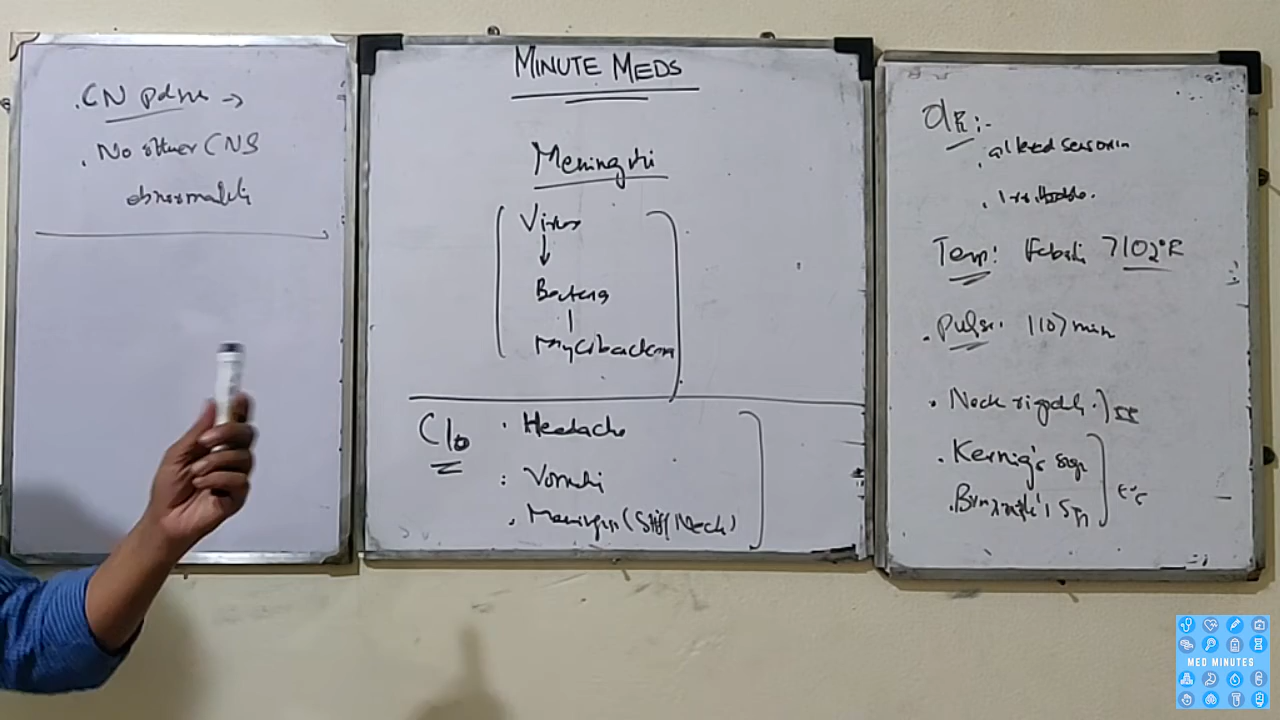 . CN palsies →
. No other CNS
abnormalities
MINUTE MEDS
Meningitis
Virus
↓
Bacteria
|
Mycobacterium
C/o
. Headache
: Vomiting
. Meningism (Stiff Neck)
O/E :-
. altered sensorium
. Irritable.
Temp: Febrile >102°F
. Pulse: 110/min
. Neck rigidity.)
. Kernig's sign
. Brudzinski's sign
MED MINUTES